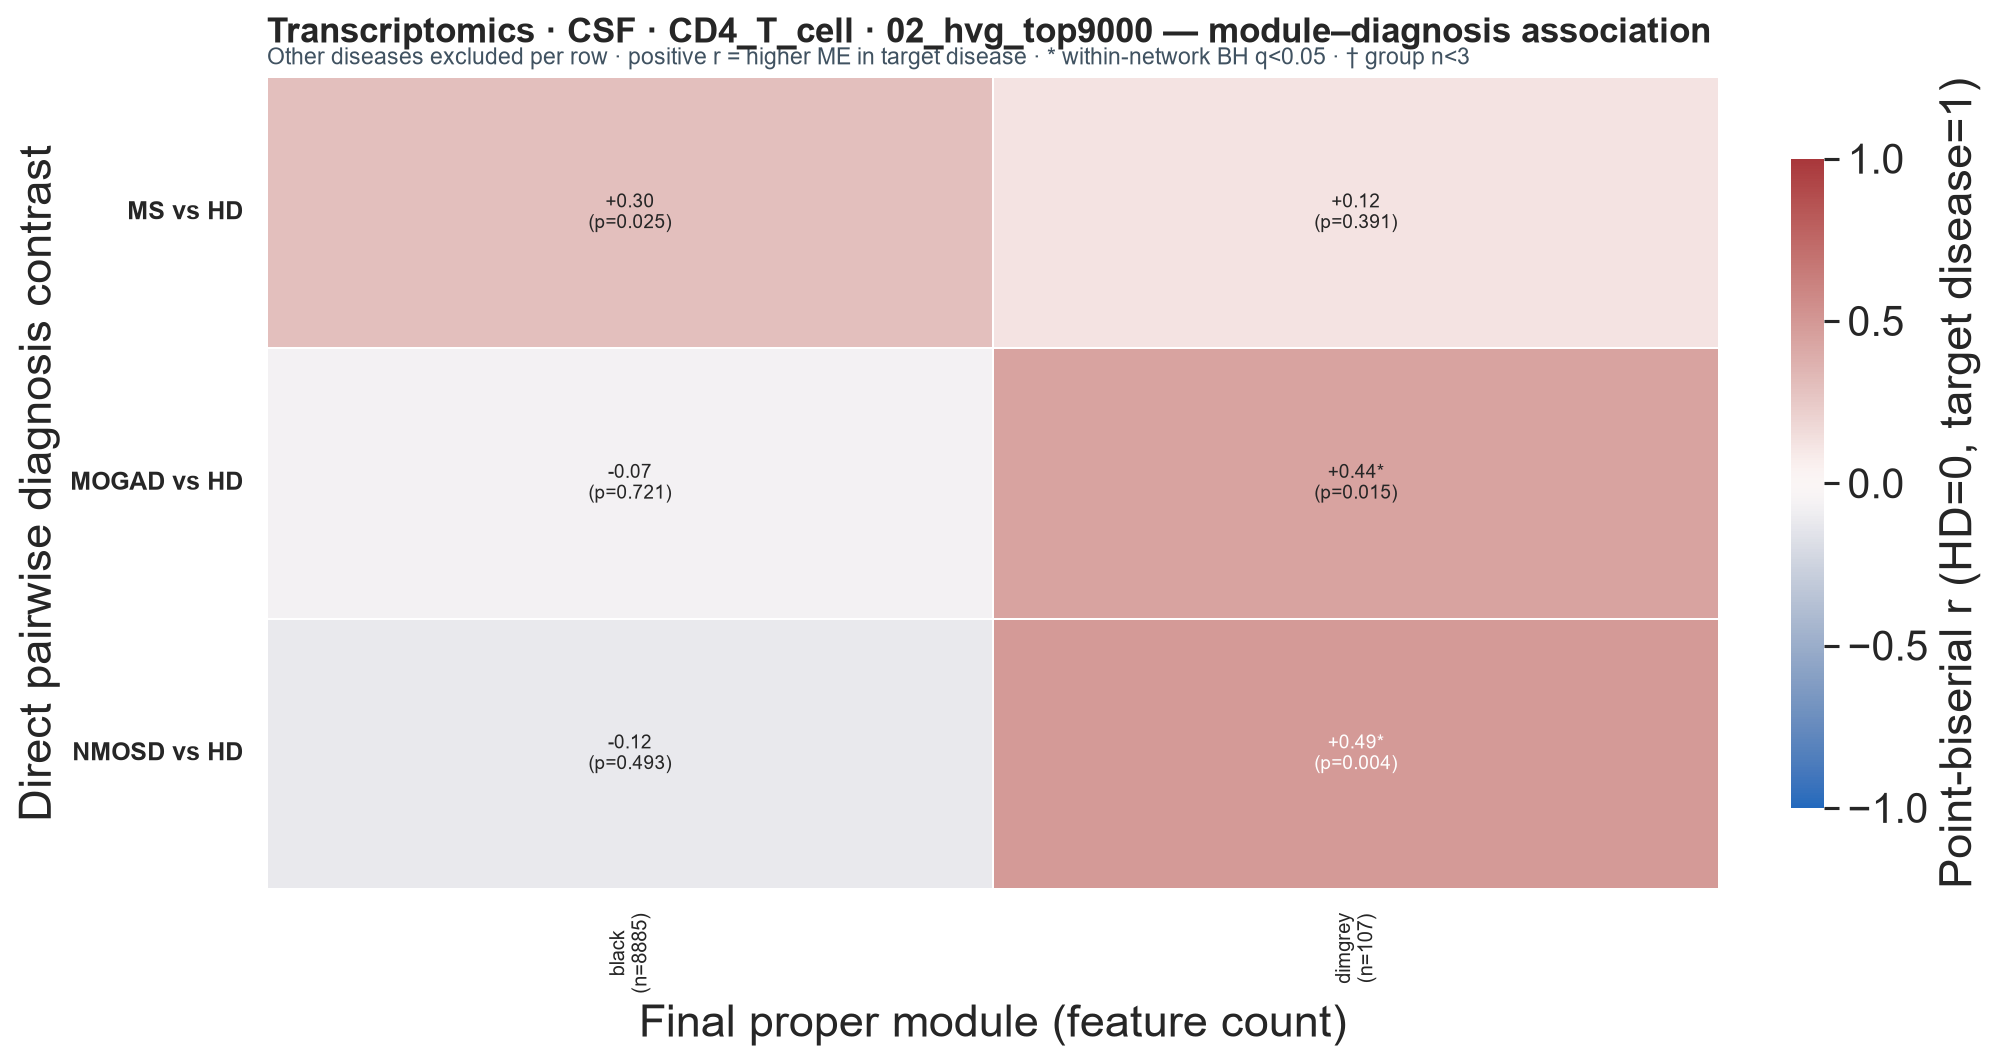 Transcriptomics · CSF · CD4_T_cell · 02_hvg_top9000 — module–diagnosis association
Other diseases excluded per row · positive r = higher ME in target disease · * within-network BH q<0.05 · † group n<3
Direct pairwise diagnosis contrast
MS vs HD
+0.30
(p=0.025)
+0.12
(p=0.391)
MOGAD vs HD
-0.07
(p=0.721)
+0.44*
(p=0.015)
NMOSD vs HD
-0.12
(p=0.493)
+0.49*
(p=0.004)
black
(n=8885)
dimgrey
(n=107)
Final proper module (feature count)
1.0
0.5
0.0
−0.5
−1.0
Point-biserial r (HD=0, target disease=1)